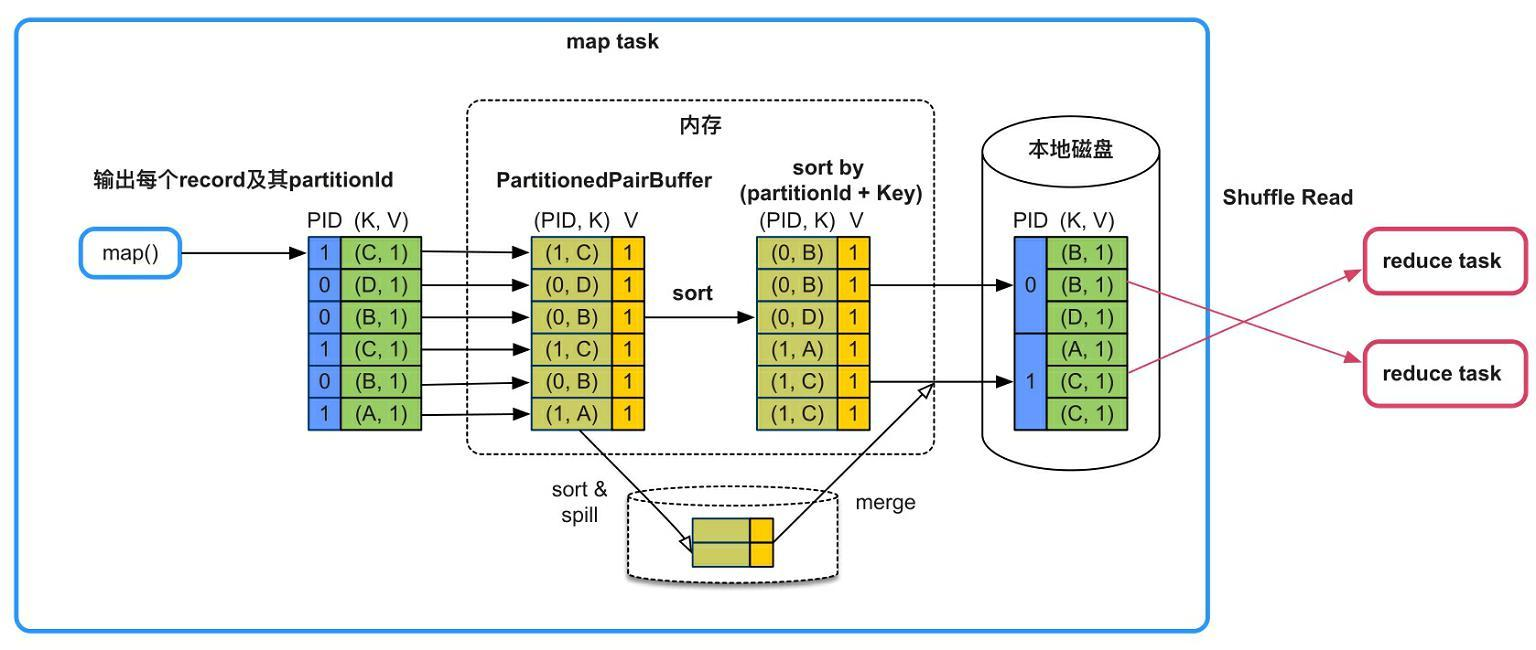 map task
内存
本地磁盘
输出每个record及其partitionId
PartitionedPairBuffer
sort by
(partitionId + Key)
Shuffle Read
PID (K, V)
(PID, K) V
(PID, K) V
PID (K, V)
map()
1 (C, 1)
0 (D, 1)
0 (B, 1)
1 (C, 1)
0 (B, 1)
1 (A, 1)
(1, C) 1
(0, D) 1
(0, B) 1
(1, C) 1
(0, B) 1
(1, A) 1
sort
(0, B) 1
(0, B) 1
(0, D) 1
(1, A) 1
(1, C) 1
(1, C) 1
0
1
(B, 1)
(B, 1)
(D, 1)
(A, 1)
(C, 1)
(C, 1)
reduce task
reduce task
sort &
spill
merge